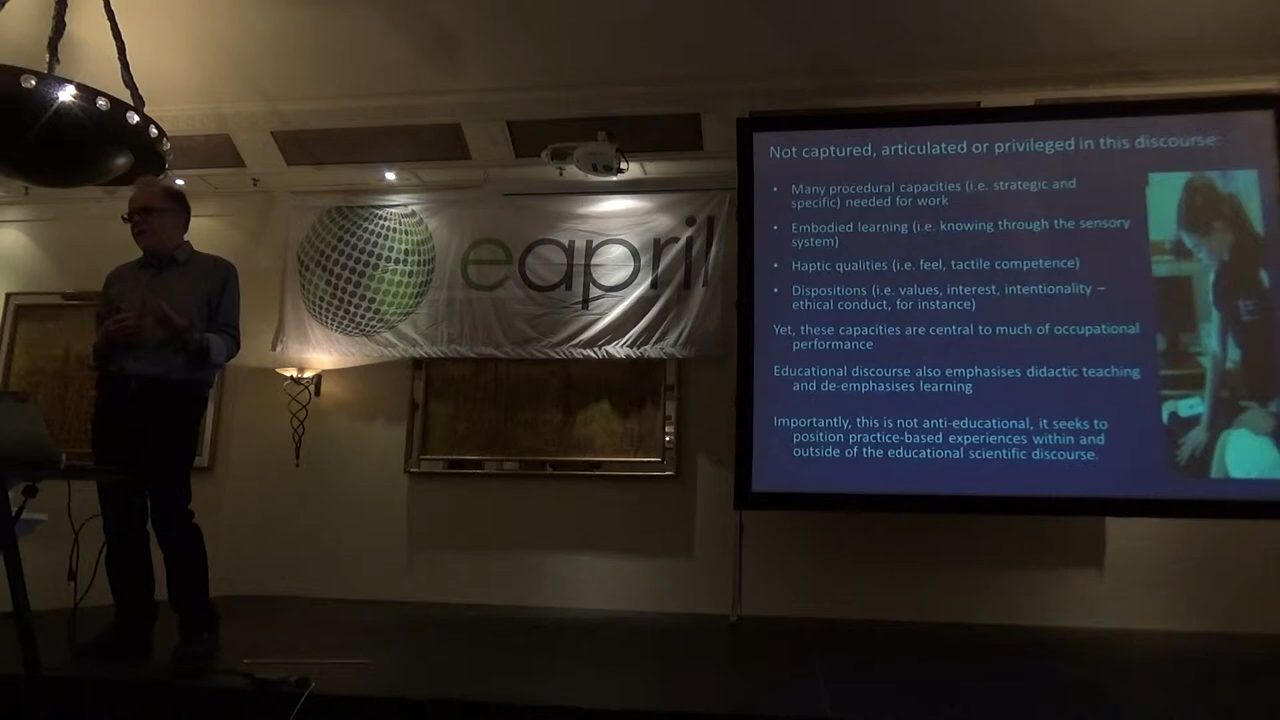 eapril
Not captured, articulated or privileged in this discourse:
• Many procedural capacities (i.e. strategic and
specific) needed for work
• Embodied learning (i.e. knowing through the sensory
system)
• Haptic qualities (i.e. feel, tactile competence)
• Dispositions (i.e. values, interest, intentionality –
ethical conduct, for instance)
Yet, these capacities are central to much of occupational
performance
Educational discourse also emphasises didactic teaching
and de-emphasises learning
Importantly, this is not anti-educational, it seeks to
position practice-based experiences within and
outside of the educational scientific discourse.